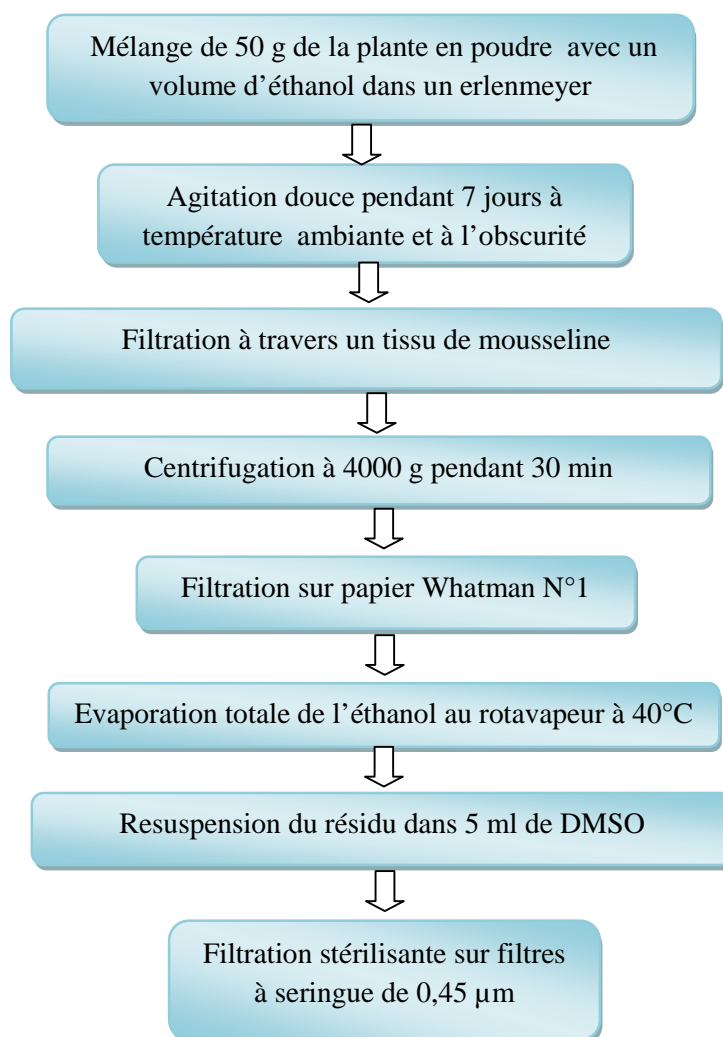 Mélange de 50 g de la plante en poudre avec un
volume d’éthanol dans un erlenmeyer
Agitation douce pendant 7 jours à
température ambiante et à l’obscurité
Filtration à travers un tissu de mousseline
Centrifugation à 4000 g pendant 30 min
Filtration sur papier Whatman N°1
Evaporation totale de l’éthanol au rotavapeur à 40°C
Resuspension du résidu dans 5 ml de DMSO
Filtration stérilisante sur filtres
à seringue de 0,45 µm